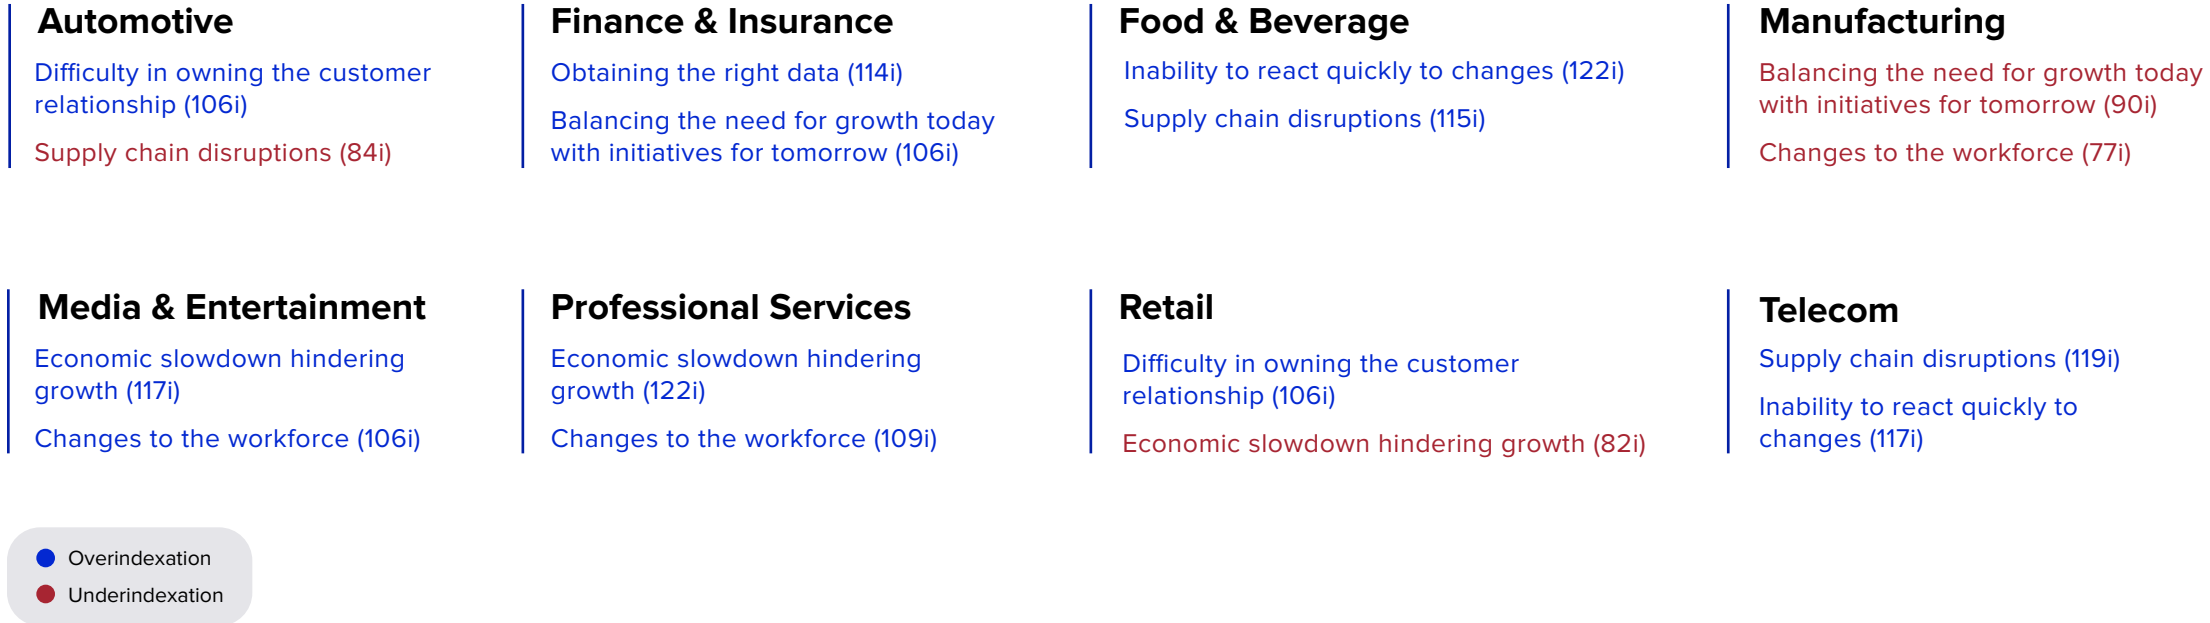 Automotive
Difficulty in owning the customer
relationship (106i)
Supply chain disruptions (84i)
Finance & Insurance
Obtaining the right data (114i)
Balancing the need for growth today
with initiatives for tomorrow (106i)
Food & Beverage
Inability to react quickly to changes (122i)
Supply chain disruptions (115i)
Manufacturing
Balancing the need for growth today
with initiatives for tomorrow (90i)
Changes to the workforce (77i)
Media & Entertainment
Economic slowdown hindering
growth (117i)
Changes to the workforce (106i)
Professional Services
Economic slowdown hindering
growth (122i)
Changes to the workforce (109i)
Retail
Difficulty in owning the customer
relationship (106i)
Economic slowdown hindering growth (82i)
Telecom
Supply chain disruptions (119i)
Inability to react quickly to
changes (117i)
Overindexation
Underindexation